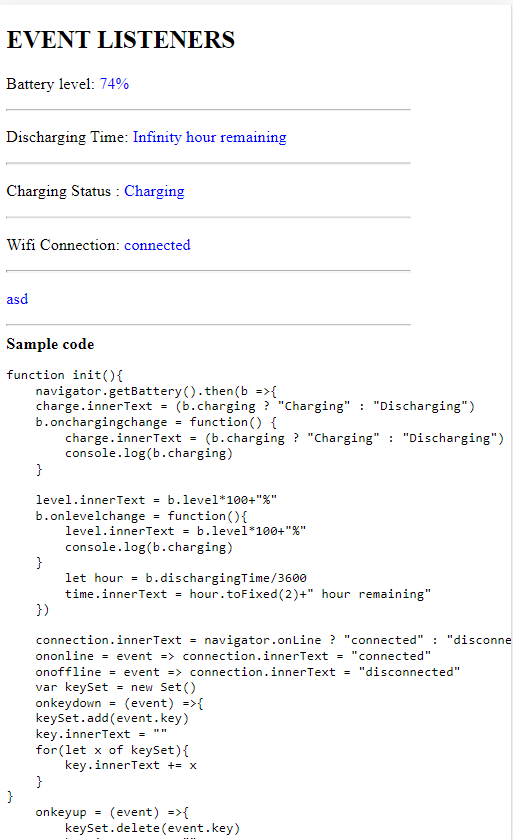 EVENT LISTENERS
Battery level: 74%
Discharging Time: Infinity hour remaining
Charging Status : Charging
Wifi Connection: connected
asd
Sample code
function init(){
    navigator.getBattery().then(b =>{
    charge.innerText = (b.charging ? "Charging" : "Discharging")
    b.onchargingchange = function() {
        charge.innerText = (b.charging ? "Charging" : "Discharging")
        console.log(b.charging)
    }
    level.innerText = b.level*100+"%"
    b.onlevelchange = function(){
        level.innerText = b.level*100+"%"
        console.log(b.charging)
    }
        let hour = b.dischargingTime/3600
        time.innerText = hour.toFixed(2)+" hour remaining"
    })
    connection.innerText = navigator.onLine ? "connected" : "disconne
    ononline = event => connection.innerText = "connected"
    onoffline = event => connection.innerText = "disconnected"
    var keySet = new Set()
    onkeydown = (event) =>{
    keySet.add(event.key)
    key.innerText = ""
    for(let x of keySet){
        key.innerText += x
    }
}
    onkeyup = (event) =>{
        keySet.delete(event.key)